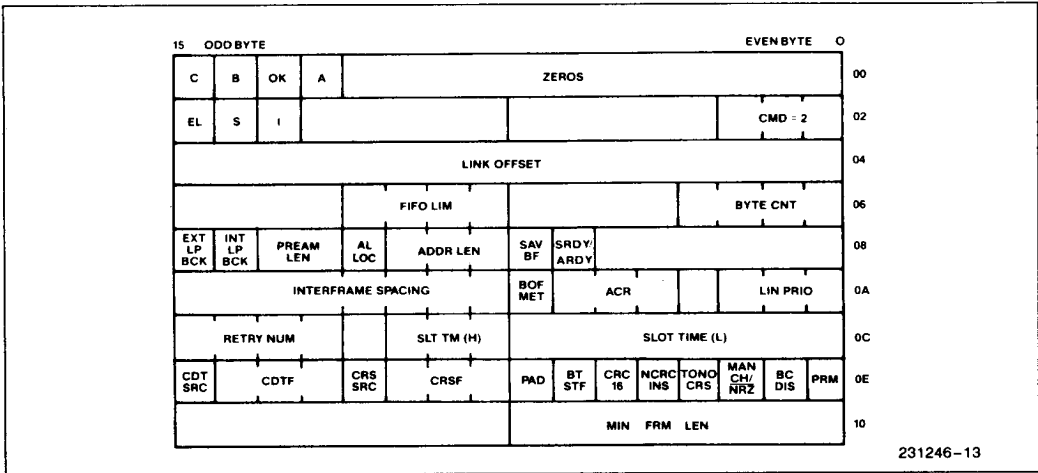 15 ODD BYTE EVEN BYTE O
C B OK A ZEROS 00
EL S I CMD = 2 02
LINK OFFSET 04
FIFO LIM BYTE CNT 06
EXT LP BCK INT LP BCK PREAM LEN AL LOC ADDR LEN SAV BF SRDY/ ARDY 08
INTERFRAME SPACING BOF MET ACR LIN PRIO 0A
RETRY NUM SLT TM (H) SLOT TIME (L) 0C
CDT SRC CDTF CRS SRC CRSF PAD BT STF CRC 16 NCRC INS TONO CRS MAN CH/ NRZ BC DIS PRM 0E
MIN FRM LEN 10
231246-13